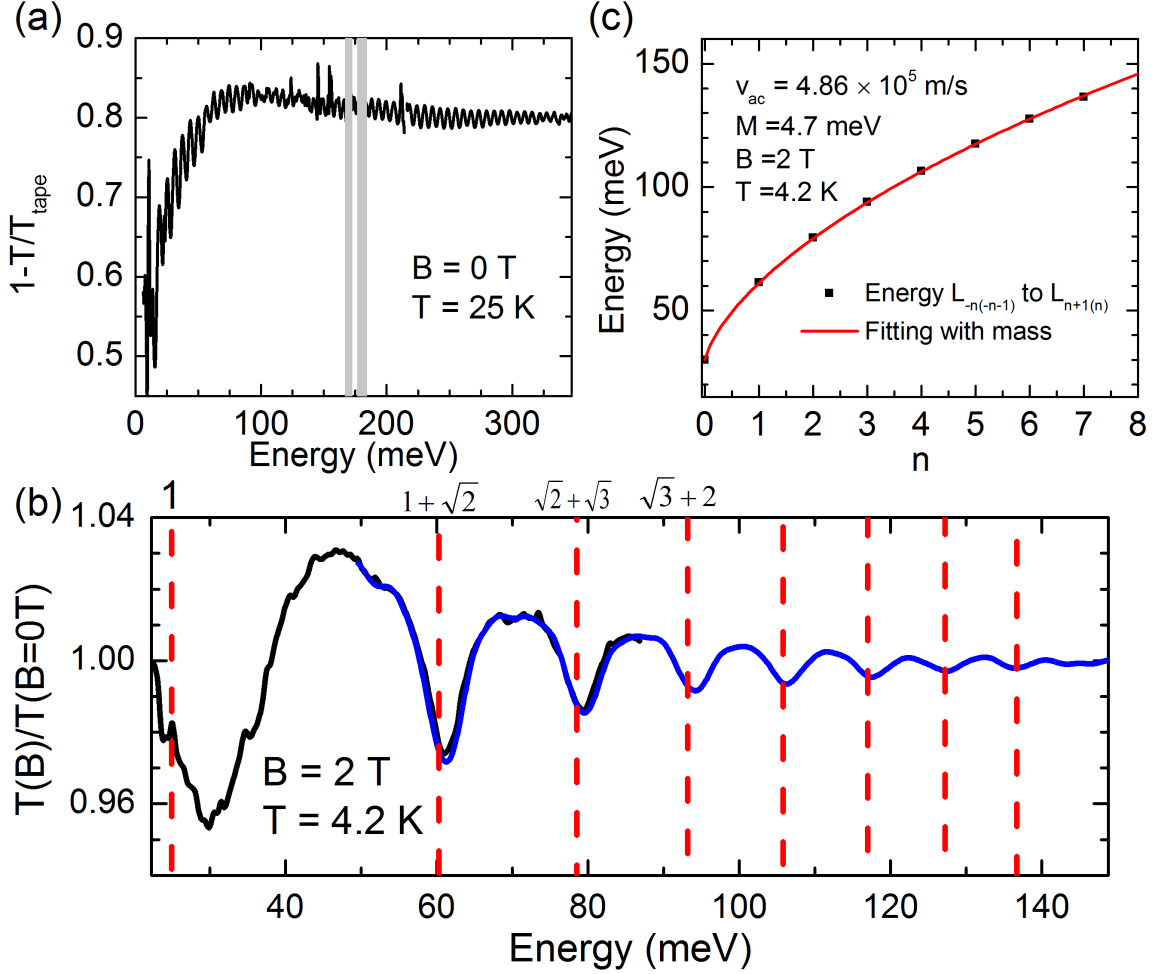 (a)
0.9
0.8
0.7
0.6
0.5
1-T/T_tape
B = 0 T
T = 25 K
0 100 200 300
Energy (meV)
(c)
150
100
50
Energy (meV)
v_ac = 4.86 × 10^5 m/s
M =4.7 meV
B =2 T
T =4.2 K
Energy L_-n(-n-1) to L_n+1(n)
Fitting with mass
0 1 2 3 4 5 6 7 8
n
(b)
1 1+√2 √2+√3 √3+2
1.04
1.00
0.96
T(B)/T(B=0T)
B = 2 T
T = 4.2 K
40 60 80 100 120 140
Energy (meV)